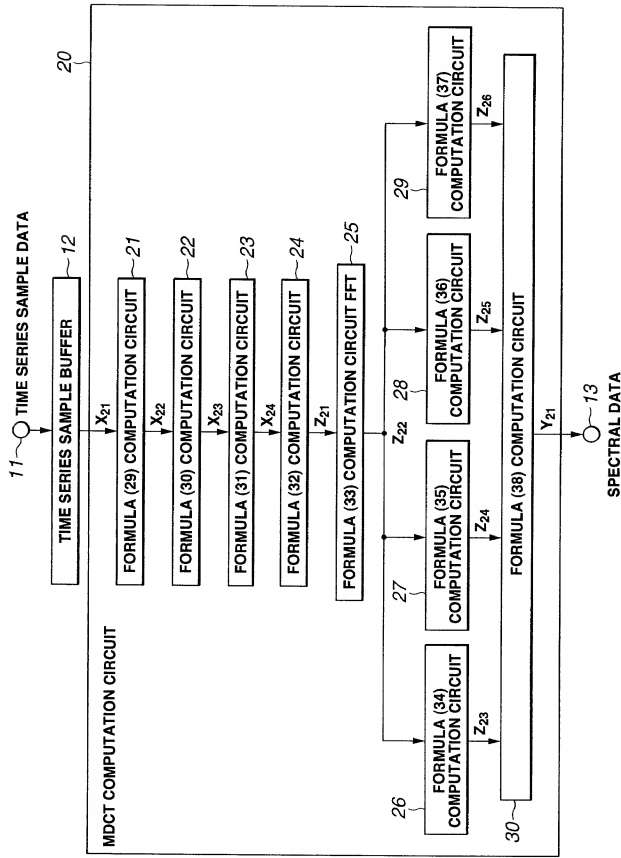 11
TIME SERIES SAMPLE DATA
TIME SERIES SAMPLE BUFFER
12
20
MDCT COMPUTATION CIRCUIT
X21
FORMULA (29) COMPUTATION CIRCUIT
21
X22
FORMULA (30) COMPUTATION CIRCUIT
22
X23
FORMULA (31) COMPUTATION CIRCUIT
23
X24
FORMULA (32) COMPUTATION CIRCUIT
24
Z21
FORMULA (33) COMPUTATION CIRCUIT FFT
25
Z22
26
FORMULA (34)
COMPUTATION CIRCUIT
Z23
27
FORMULA (35)
COMPUTATION CIRCUIT
Z24
28
FORMULA (36)
COMPUTATION CIRCUIT
Z25
29
FORMULA (37)
COMPUTATION CIRCUIT
Z26
30
FORMULA (38) COMPUTATION CIRCUIT
Y21
13
SPECTRAL DATA